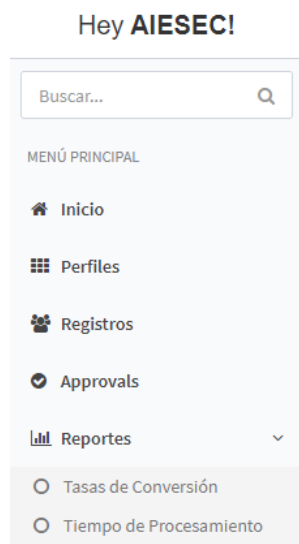 Hey AIESEC!
Buscar...
MENÚ PRINCIPAL
Inicio
Perfiles
Registros
Approvals
Reportes
Tasas de Conversión
Tiempo de Procesamiento